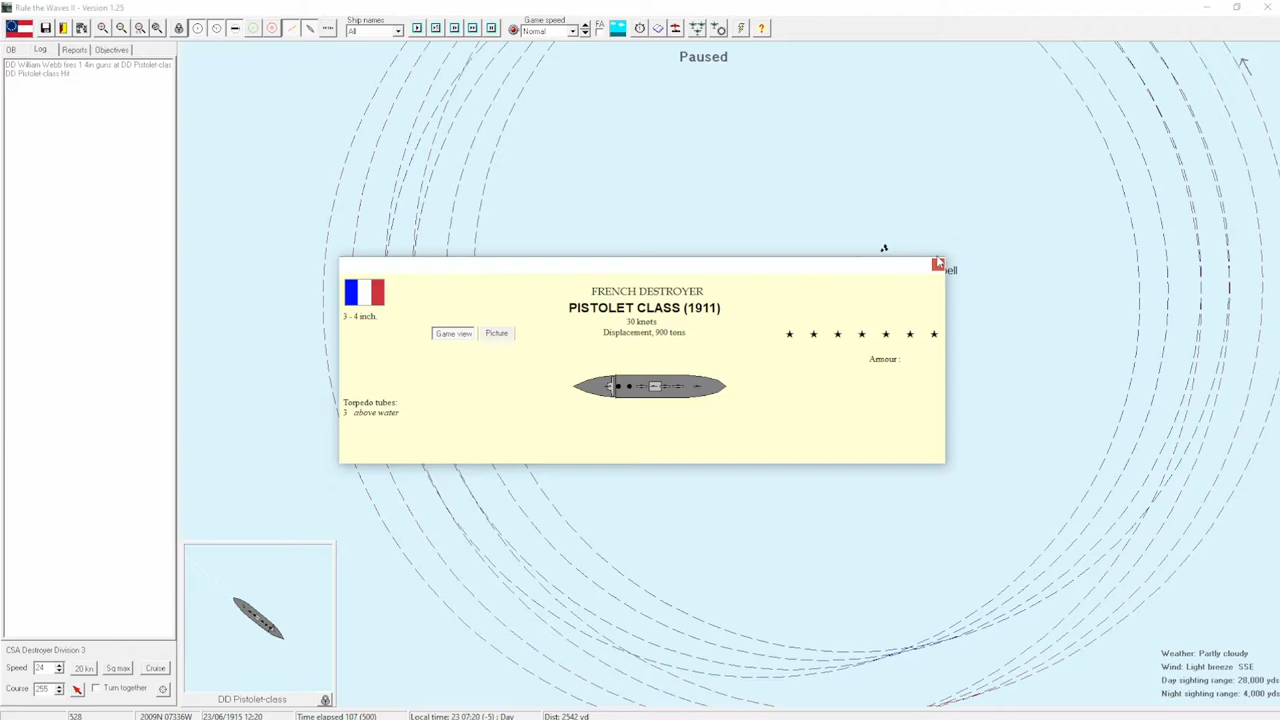 Rule the Waves II - Version 1.25
Ship names
All
Game speed
Normal
FA
OB Log Reports Objectives
DD William Webb fires 1 4in guns at DD Pistolet-clas
DD Pistolet-class Hit
Paused
ell
FRENCH DESTROYER
PISTOLET CLASS (1911)
30 knots
Displacement, 900 tons
3 - 4 inch.
Game view Picture
Armour :
Torpedo tubes:
3 above water
CSA Destroyer Division 3
Speed 24 20 kn Sq max Cruise
Course 255 Turn together
DD Pistolet-class
Weather: Partly cloudy
Wind: Light breeze SSE
Day sighting range: 28,000 yds
Night sighting range: 4,000 yds
528 2009N 07336W 23/06/1915 12:20 Time elapsed 107 (500) Local time: 23 07:20 (-5) : Day Dist: 2542 yd